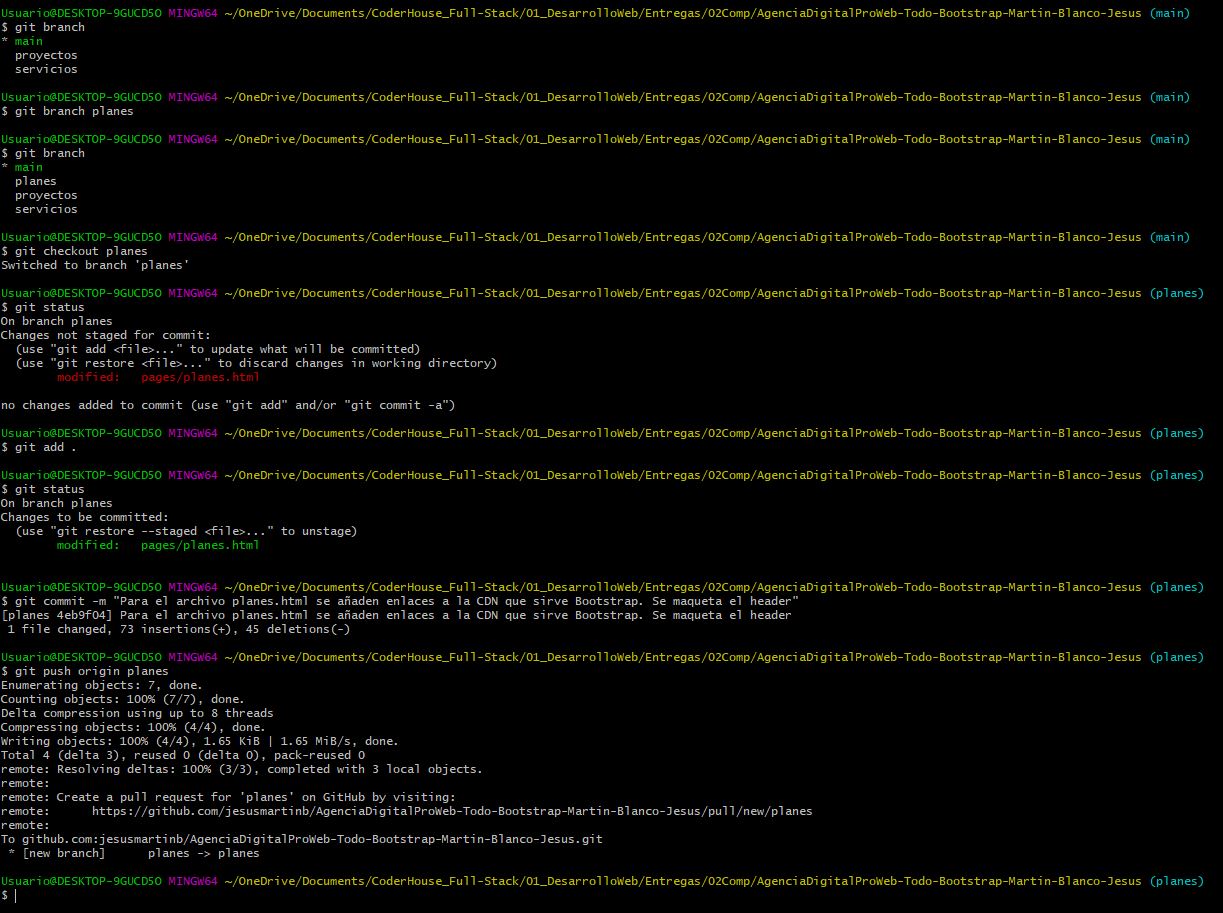 Usuario@DESKTOP-9GUCD5O MINGW64 ~/OneDrive/Documents/CoderHouse_Full-Stack/01_DesarrolloWeb/Entregas/02Comp/AgenciaDigitalProWeb-Todo-Bootstrap-Martin-Blanco-Jesus (main)
$ git branch
* main
  proyectos
  servicios

Usuario@DESKTOP-9GUCD5O MINGW64 ~/OneDrive/Documents/CoderHouse_Full-Stack/01_DesarrolloWeb/Entregas/02Comp/AgenciaDigitalProWeb-Todo-Bootstrap-Martin-Blanco-Jesus (main)
$ git branch planes

Usuario@DESKTOP-9GUCD5O MINGW64 ~/OneDrive/Documents/CoderHouse_Full-Stack/01_DesarrolloWeb/Entregas/02Comp/AgenciaDigitalProWeb-Todo-Bootstrap-Martin-Blanco-Jesus (main)
$ git branch
* main
  planes
  proyectos
  servicios

Usuario@DESKTOP-9GUCD5O MINGW64 ~/OneDrive/Documents/CoderHouse_Full-Stack/01_DesarrolloWeb/Entregas/02Comp/AgenciaDigitalProWeb-Todo-Bootstrap-Martin-Blanco-Jesus (main)
$ git checkout planes
Switched to branch 'planes'

Usuario@DESKTOP-9GUCD5O MINGW64 ~/OneDrive/Documents/CoderHouse_Full-Stack/01_DesarrolloWeb/Entregas/02Comp/AgenciaDigitalProWeb-Todo-Bootstrap-Martin-Blanco-Jesus (planes)
$ git status
On branch planes
Changes not staged for commit:
  (use "git add <file>..." to update what will be committed)
  (use "git restore <file>..." to discard changes in working directory)
        modified:   pages/planes.html

no changes added to commit (use "git add" and/or "git commit -a")

Usuario@DESKTOP-9GUCD5O MINGW64 ~/OneDrive/Documents/CoderHouse_Full-Stack/01_DesarrolloWeb/Entregas/02Comp/AgenciaDigitalProWeb-Todo-Bootstrap-Martin-Blanco-Jesus (planes)
$ git add .

Usuario@DESKTOP-9GUCD5O MINGW64 ~/OneDrive/Documents/CoderHouse_Full-Stack/01_DesarrolloWeb/Entregas/02Comp/AgenciaDigitalProWeb-Todo-Bootstrap-Martin-Blanco-Jesus (planes)
$ git status
On branch planes
Changes to be committed:
  (use "git restore --staged <file>..." to unstage)
        modified:   pages/planes.html

Usuario@DESKTOP-9GUCD5O MINGW64 ~/OneDrive/Documents/CoderHouse_Full-Stack/01_DesarrolloWeb/Entregas/02Comp/AgenciaDigitalProWeb-Todo-Bootstrap-Martin-Blanco-Jesus (planes)
$ git commit -m "Para el archivo planes.html se añaden enlaces a la CDN que sirve Bootstrap. Se maqueta el header"
[planes 4eb9f04] Para el archivo planes.html se añaden enlaces a la CDN que sirve Bootstrap. Se maqueta el header
 1 file changed, 73 insertions(+), 45 deletions(-)

Usuario@DESKTOP-9GUCD5O MINGW64 ~/OneDrive/Documents/CoderHouse_Full-Stack/01_DesarrolloWeb/Entregas/02Comp/AgenciaDigitalProWeb-Todo-Bootstrap-Martin-Blanco-Jesus (planes)
$ git push origin planes
Enumerating objects: 7, done.
Counting objects: 100% (7/7), done.
Delta compression using up to 8 threads
Compressing objects: 100% (4/4), done.
Writing objects: 100% (4/4), 1.65 KiB | 1.65 MiB/s, done.
Total 4 (delta 3), reused 0 (delta 0), pack-reused 0
remote: Resolving deltas: 100% (3/3), completed with 3 local objects.
remote:
remote: Create a pull request for 'planes' on GitHub by visiting:
remote:      https://github.com/jesusmartinb/AgenciaDigitalProWeb-Todo-Bootstrap-Martin-Blanco-Jesus/pull/new/planes
remote:
To github.com:jesusmartinb/AgenciaDigitalProWeb-Todo-Bootstrap-Martin-Blanco-Jesus.git
 * [new branch]      planes -> planes

Usuario@DESKTOP-9GUCD5O MINGW64 ~/OneDrive/Documents/CoderHouse_Full-Stack/01_DesarrolloWeb/Entregas/02Comp/AgenciaDigitalProWeb-Todo-Bootstrap-Martin-Blanco-Jesus (planes)
$